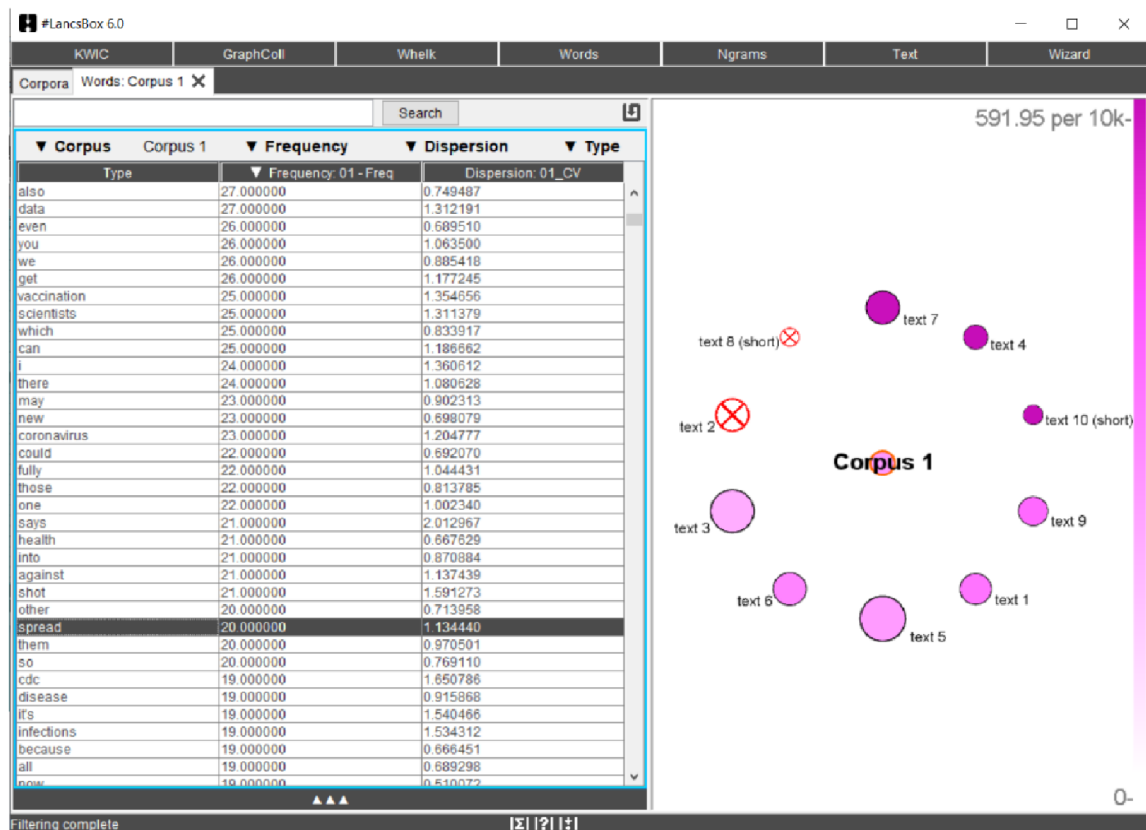 #LancsBox 6.0
KWIC GraphColl Whelk Words Ngrams Text Wizard
Corpora Words: Corpus 1
Search
▼ Corpus Corpus 1 ▼ Frequency ▼ Dispersion ▼ Type
Type ▼ Frequency: 01 - Freq Dispersion: 01_CV
also 27.000000 0.749487
data 27.000000 1.312191
even 26.000000 0.689510
you 26.000000 1.063500
we 26.000000 0.885418
get 26.000000 1.177245
vaccination 25.000000 1.354656
scientists 25.000000 1.311379
which 25.000000 0.833917
can 25.000000 1.186662
i 24.000000 1.360612
there 24.000000 1.080628
may 23.000000 0.902313
new 23.000000 0.698079
coronavirus 23.000000 1.204777
could 22.000000 0.692070
fully 22.000000 1.044431
those 22.000000 0.813785
one 22.000000 1.002340
says 21.000000 2.012967
health 21.000000 0.667629
into 21.000000 0.870884
against 21.000000 1.137439
shot 21.000000 1.591273
other 20.000000 0.713958
spread 20.000000 1.134440
them 20.000000 0.970501
so 20.000000 0.769110
cdc 19.000000 1.650786
disease 19.000000 0.915868
it's 19.000000 1.540466
infections 19.000000 1.534312
because 19.000000 0.666451
all 19.000000 0.689298
now 19.000000 0.510072
▲▲▲
Filtering complete
|Σ| |?| |‡|
591.95 per 10k-
text 7
text 8 (short)
text 4
text 2
text 10 (short)
Corpus 1
text 3
text 9
text 6
text 1
text 5
0-